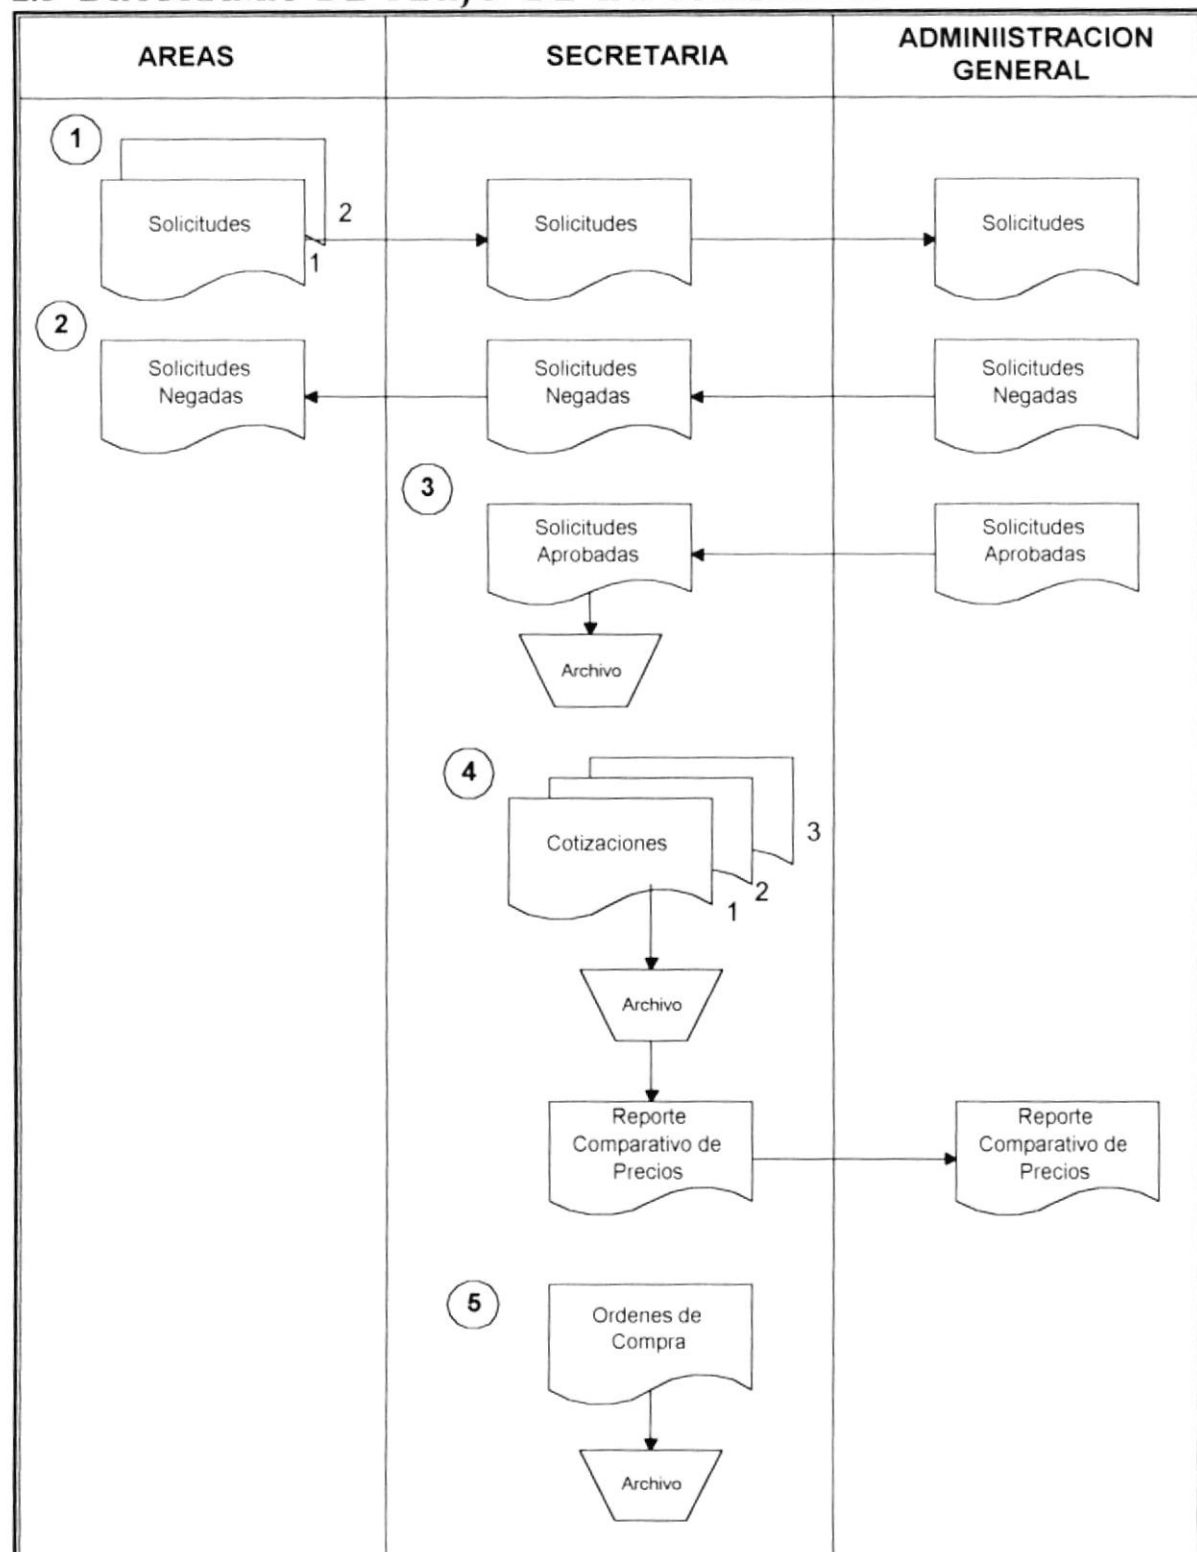 AREAS
SECRETARIA
ADMINIISTRACION
GENERAL
1
Solicitudes
2
1
Solicitudes
Solicitudes
2
Solicitudes
Negadas
Solicitudes
Negadas
Solicitudes
Negadas
3
Solicitudes
Aprobadas
Solicitudes
Aprobadas
Archivo
4
Cotizaciones
3
2
1
Archivo
Reporte
Comparativo de
Precios
Reporte
Comparativo de
Precios
5
Ordenes de
Compra
Archivo